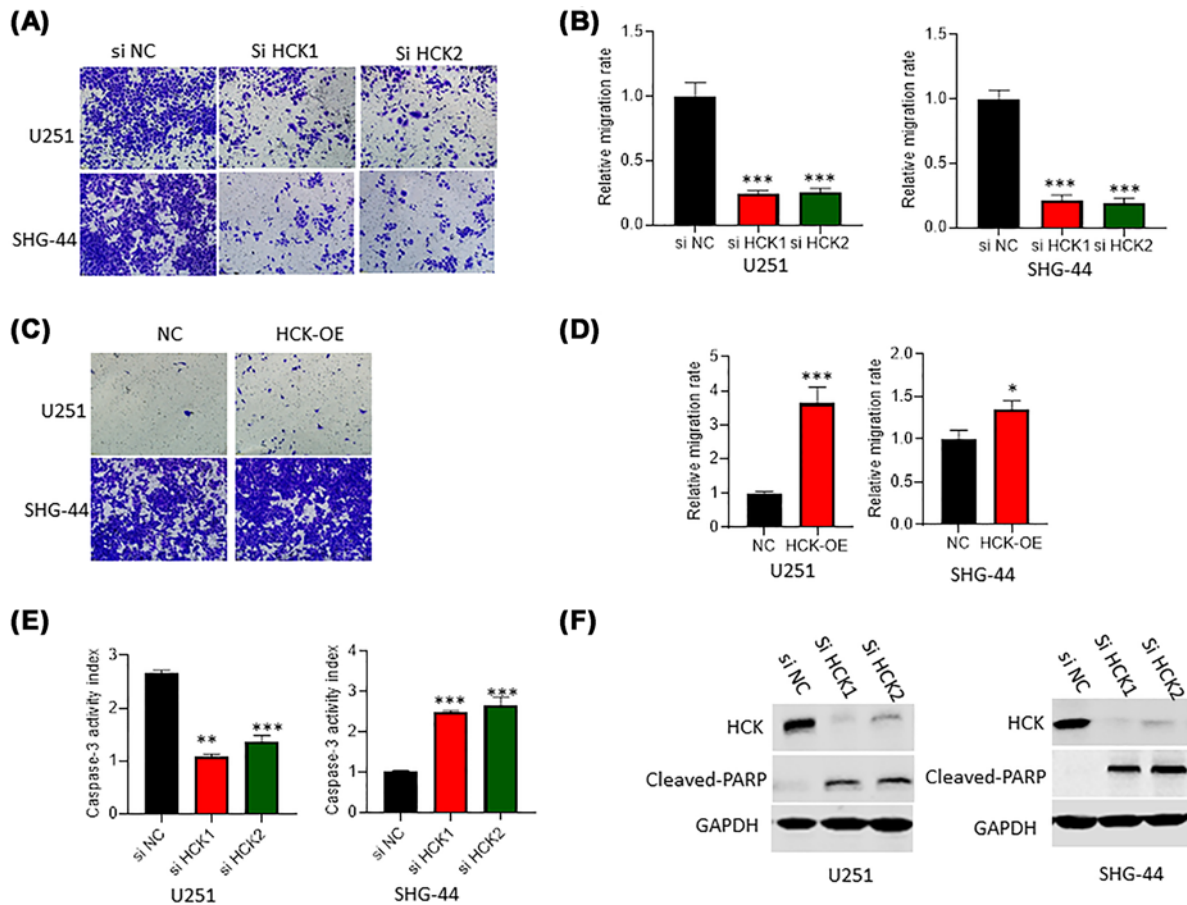 (A)
si NC Si HCK1 Si HCK2
U251
SHG-44
(B)
Relative migration rate
1.5
1.0
0.5
0.0
*** ***
si NC si HCK1 si HCK2
U251
Relative migration rate
1.5
1.0
0.5
0.0
*** ***
si NC si HCK1 si HCK2
SHG-44
(C)
NC HCK-OE
U251
SHG-44
(D)
Relative migration rate
5
4
2
1
0
***
NC HCK-OE
U251
Relative migration rate
2.0
1.5
1.0
0.5
0.0
*
NC HCK-OE
SHG-44
(E)
Caspase-3 activity index
3
2
1
0
** ***
si NC si HCK1 si HCK2
U251
Caspase-3 activity index
4
3
2
1
0
*** ***
si NC si HCK1 si HCK2
SHG-44
(F)
si NC Si HCK1 Si HCK2
HCK
Cleaved-PARP
GAPDH
U251
si NC Si HCK1 Si HCK2
HCK
Cleaved-PARP
GAPDH
SHG-44